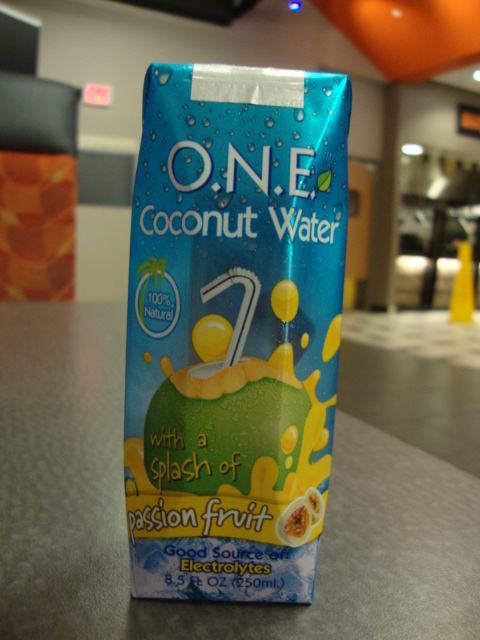 O.N.E.
Coconut Water
100%
Natural
with a
splash of
passion fruit
Good Source of:
Electrolytes
8.5 FL OZ (250mL)